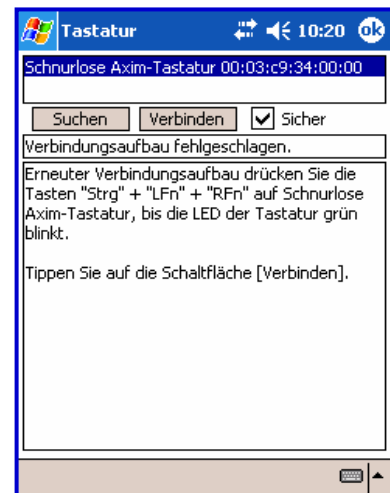 Tastatur 10:20 ok
Schnurlose Axim-Tastatur 00:03:c9:34:00:00
Suchen Verbinden Sicher
Verbindungsaufbau fehlgeschlagen.
Erneuter Verbindungsaufbau drücken Sie die
Tasten "Strg" + "LFn" + "RFn" auf Schnurlose
Axim-Tastatur, bis die LED der Tastatur grün
blinkt.
Tippen Sie auf die Schaltfläche [Verbinden].